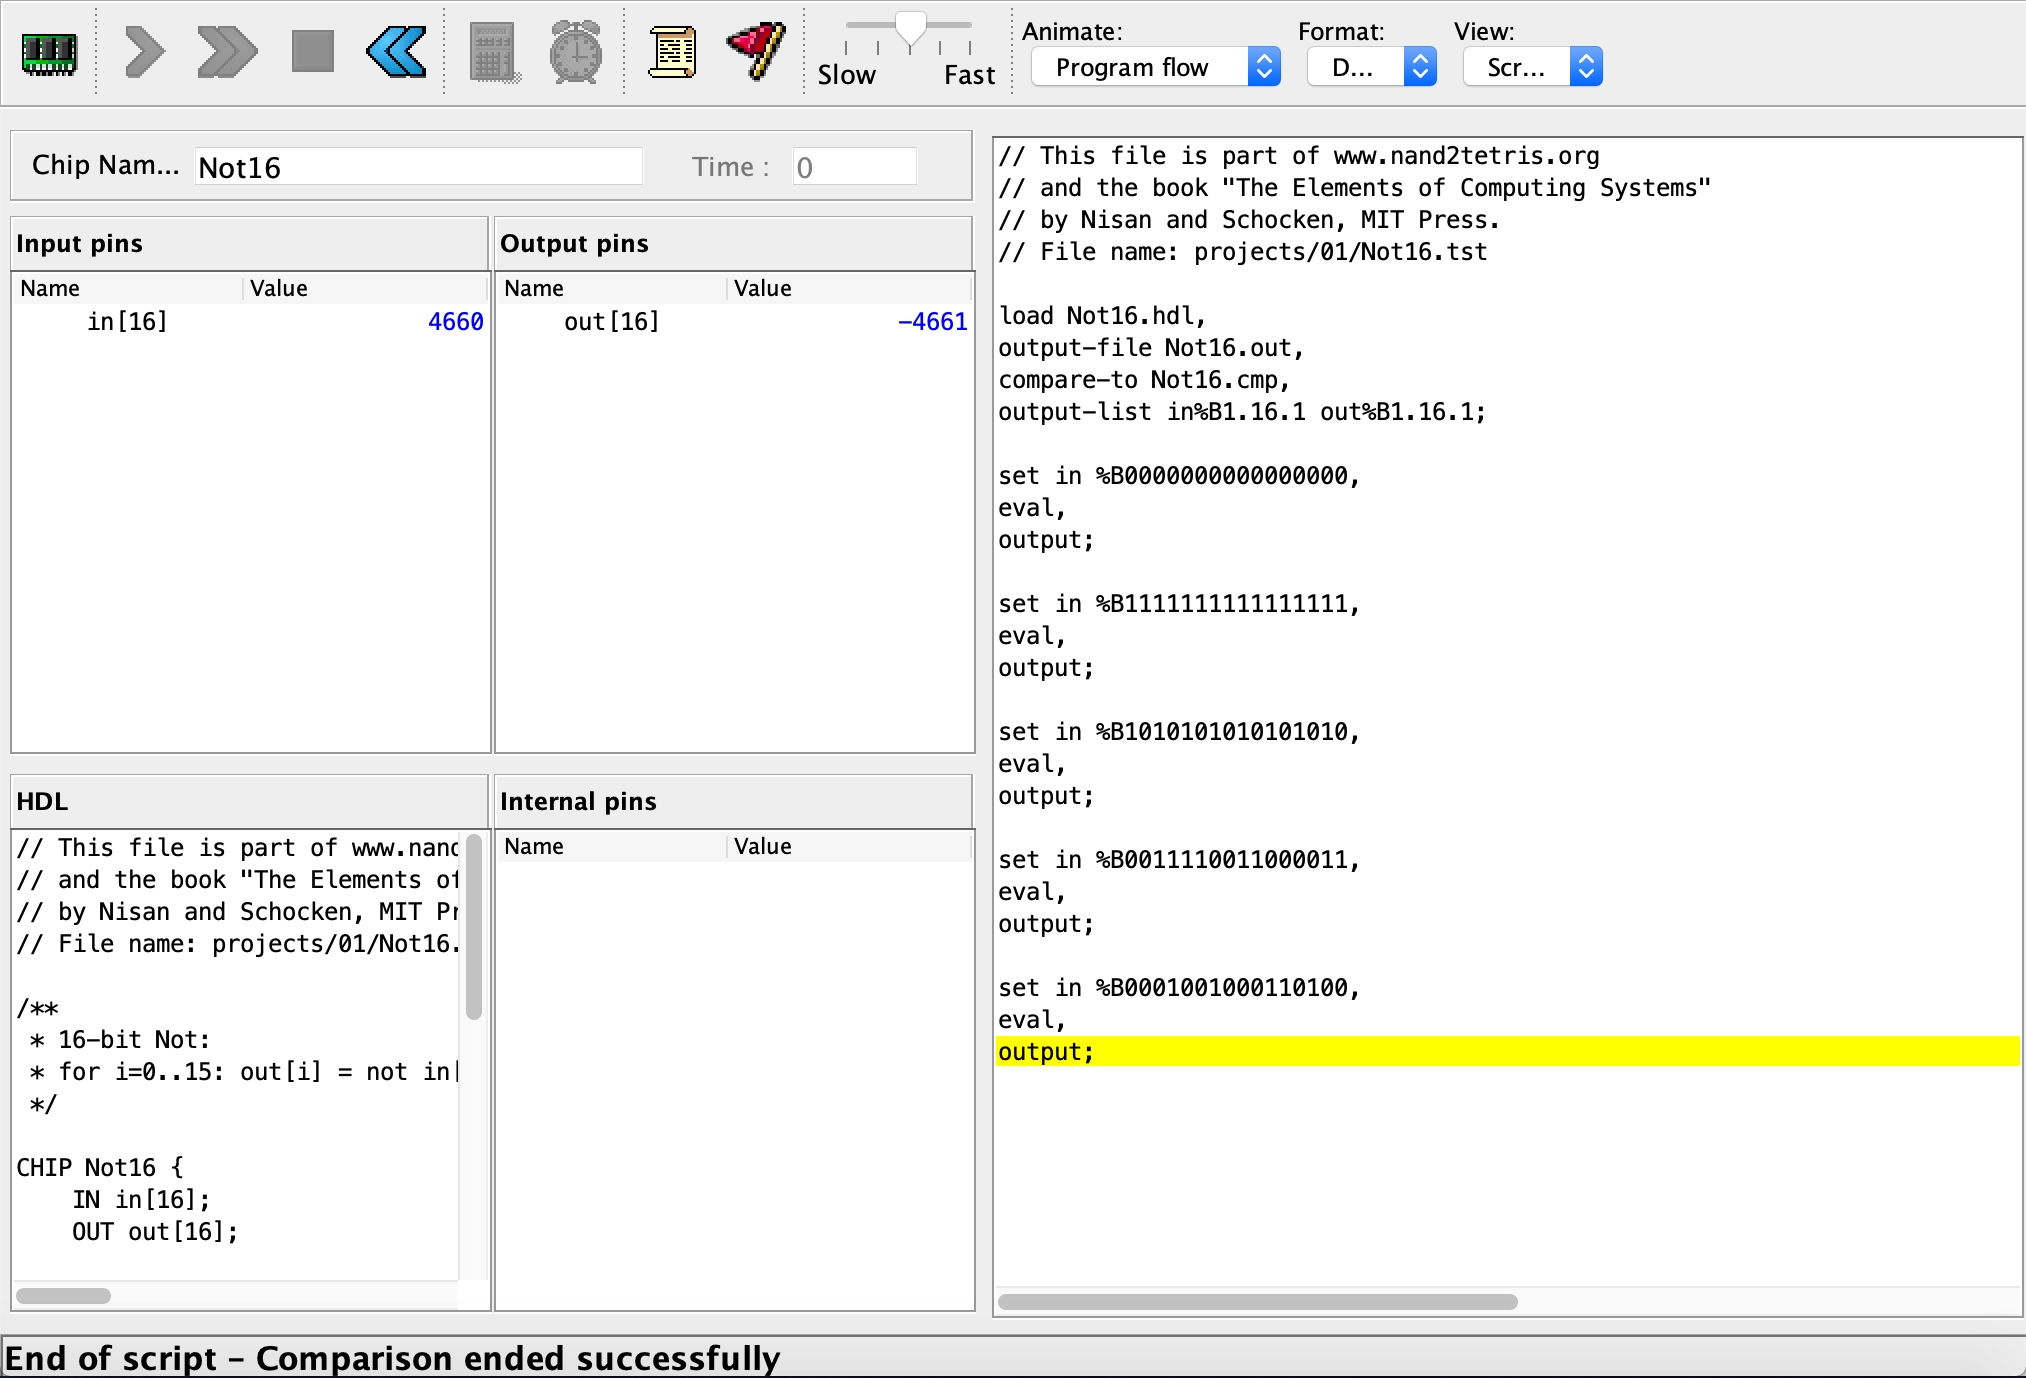 Animate: Format: View:
Slow Fast Program flow D... Scr...
Chip Nam... Not16 Time : 0
Input pins
Name Value
in[16] 4660
Output pins
Name Value
out[16] -4661
HDL
// This file is part of www.nand
// and the book "The Elements of
// by Nisan and Schocken, MIT Pr
// File name: projects/01/Not16.
/**
* 16-bit Not:
* for i=0..15: out[i] = not in[
*/
CHIP Not16 {
IN in[16];
OUT out[16];
Internal pins
Name Value
// This file is part of www.nand2tetris.org
// and the book "The Elements of Computing Systems"
// by Nisan and Schocken, MIT Press.
// File name: projects/01/Not16.tst
load Not16.hdl,
output-file Not16.out,
compare-to Not16.cmp,
output-list in%B1.16.1 out%B1.16.1;
set in %B0000000000000000,
eval,
output;
set in %B1111111111111111,
eval,
output;
set in %B1010101010101010,
eval,
output;
set in %B0011110011000011,
eval,
output;
set in %B0001001000110100,
eval,
output;
End of script - Comparison ended successfully